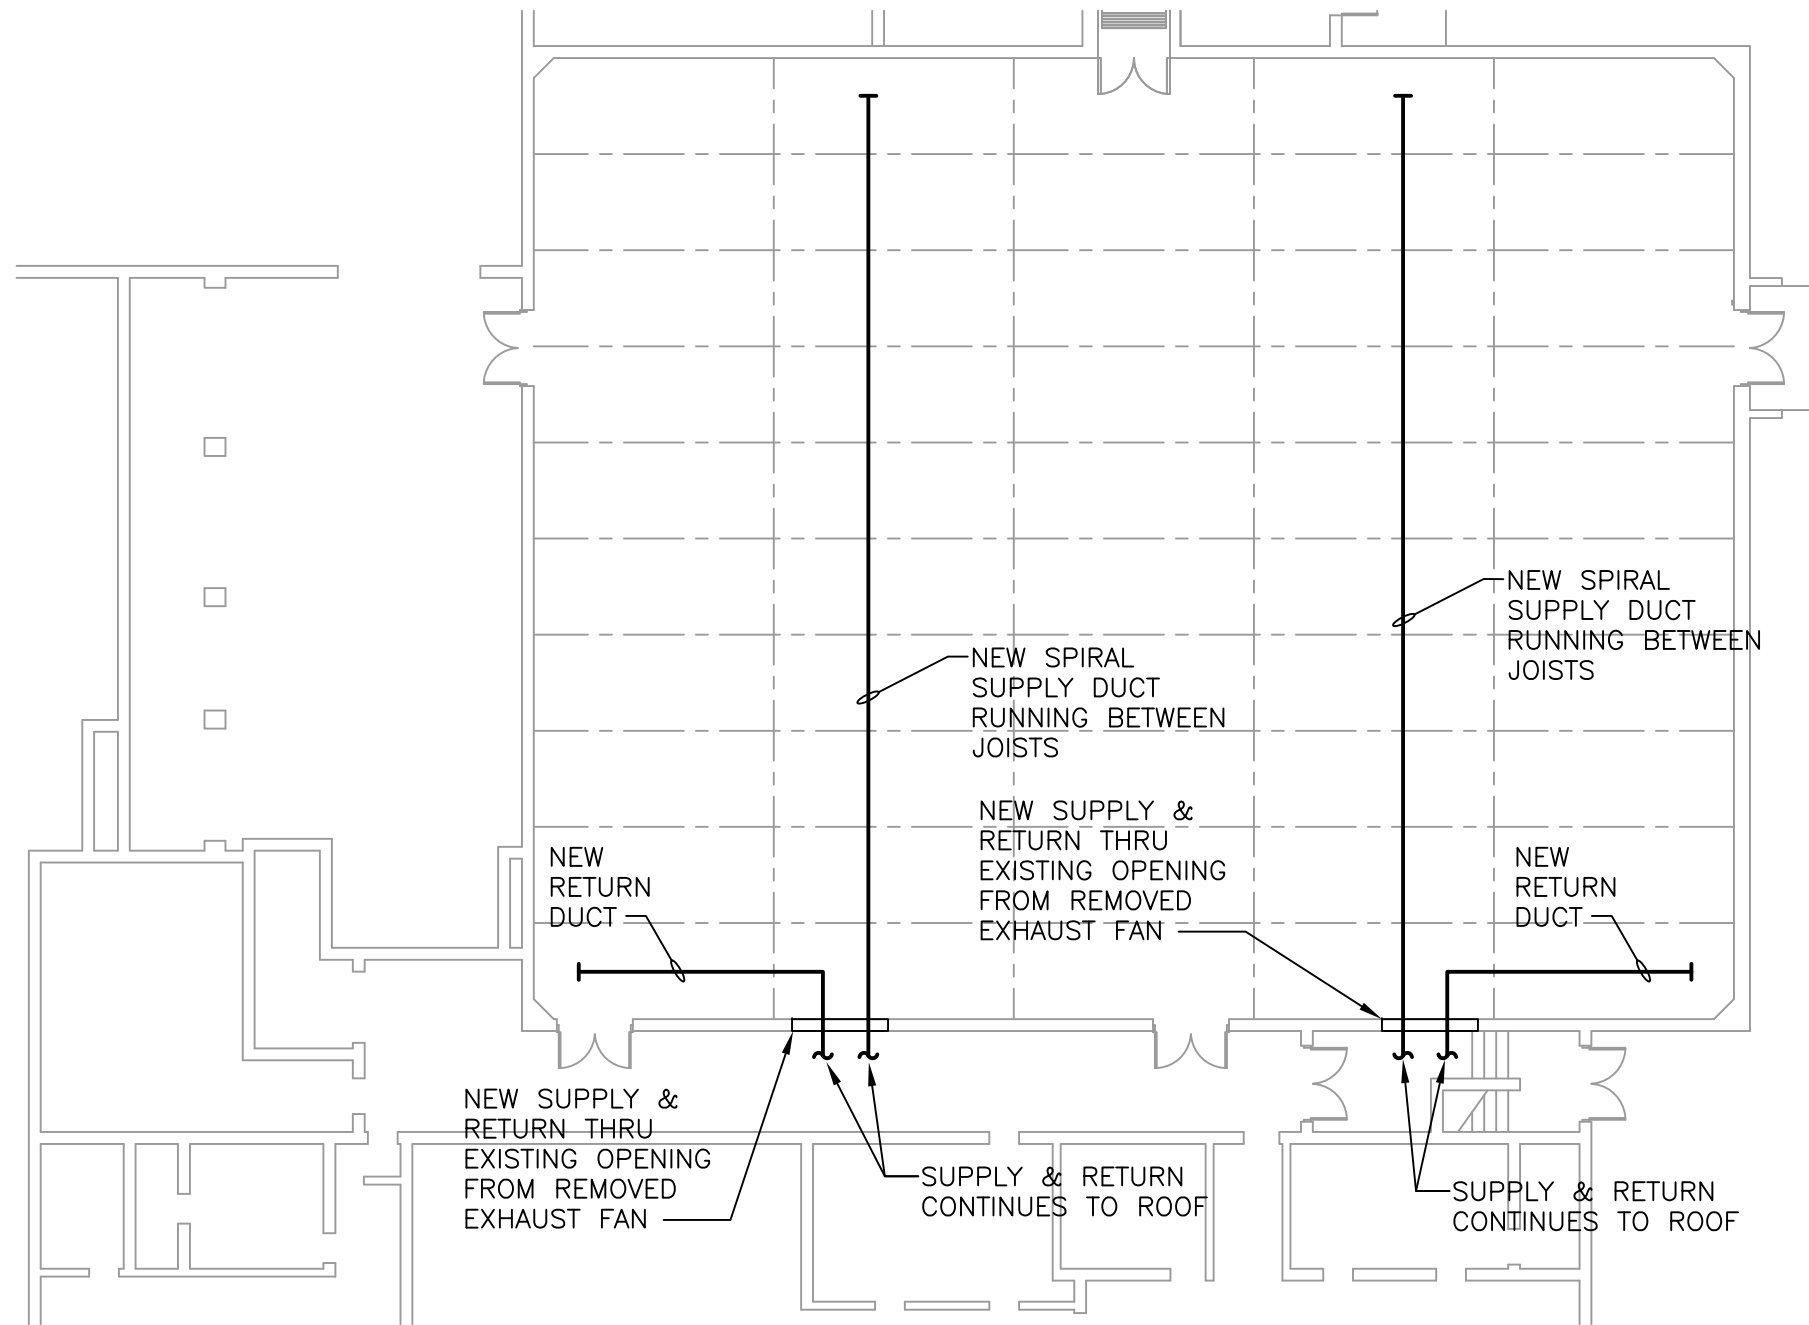 NEW SPIRAL
SUPPLY DUCT
RUNNING BETWEEN
JOISTS
NEW SPIRAL
SUPPLY DUCT
RUNNING BETWEEN
JOISTS
NEW SUPPLY &
RETURN THRU
EXISTING OPENING
FROM REMOVED
EXHAUST FAN
NEW
RETURN
DUCT
NEW
RETURN
DUCT
NEW SUPPLY &
RETURN THRU
EXISTING OPENING
FROM REMOVED
EXHAUST FAN
SUPPLY & RETURN
CONTINUES TO ROOF
SUPPLY & RETURN
CONTINUES TO ROOF